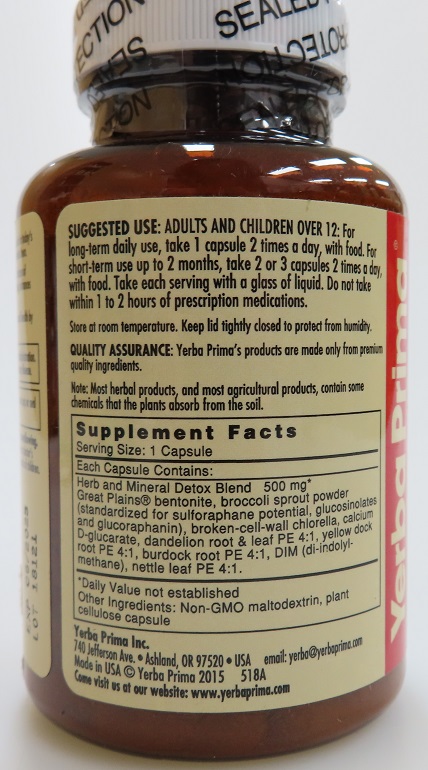 SEALED
PROTECTION
ECTION
SUGGESTED USE: ADULTS AND CHILDREN OVER 12: For
long-term daily use, take 1 capsule 2 times a day, with food. For
short-term use up to 2 months, take 2 or 3 capsules 2 times a day,
with food. Take each serving with a glass of liquid. Do not take
within 1 to 2 hours of prescription medications.
Store at room temperature. Keep lid tightly closed to protect from humidity.
QUALITY ASSURANCE: Yerba Prima's products are made only from premium
quality ingredients.
Note: Most herbal products, and most agricultural products, contain some
chemicals that the plants absorb from the soil.
Supplement Facts
Serving Size: 1 Capsule
Each Capsule Contains:
Herb and Mineral Detox Blend 500 mg*
Great Plains® bentonite, broccoli sprout powder
(standardized for sulforaphane potential, glucosinolates
and glucoraphanin), broken-cell-wall chlorella, calcium
D-glucarate, dandelion root & leaf PE 4:1, yellow dock
root PE 4:1, burdock root PE 4:1, DIM (di-indolyl-
methane), nettle leaf PE 4:1.
*Daily Value not established
Other Ingredients: Non-GMO maltodextrin, plant
cellulose capsule
Yerba Prima Inc.
740 Jefferson Ave. • Ashland, OR 97520 • USA email: yerba@yerbaprima.com
Made in USA © Yerba Prima 2015 518A
Come visit us at our website: www.yerbaprima.com
Yerba Prima®
LOT 18121